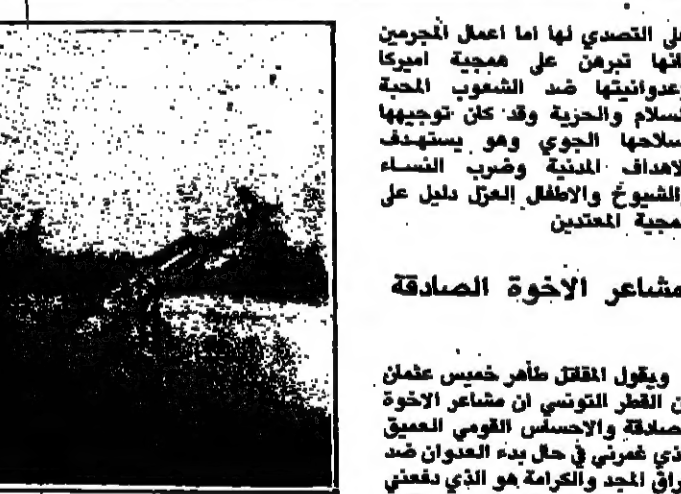 على التصدي لها اما اعمال المجرمين
فانها تبرهن على همجية اميركا
وعدوانيتها ضد الشعوب المحبة
للسلام والحرية وقد كان توجيهها
سلاحها الجوي وهو يستهدف
الاهداف المدنية وضرب النساء
والشيوخ والاطفال العزل دليل على
همجية المعتدين
مشاعر الاخوة الصادقة
ويقول المقاتل طاهر خميس عثمان
من القطر التونسي ان مشاعر الاخوة
الصادقة والاحساس القومي العميق
الذي غمرني في حال بدء العدوان ضد
عراق المجد والكرامة هو الذي دفعني